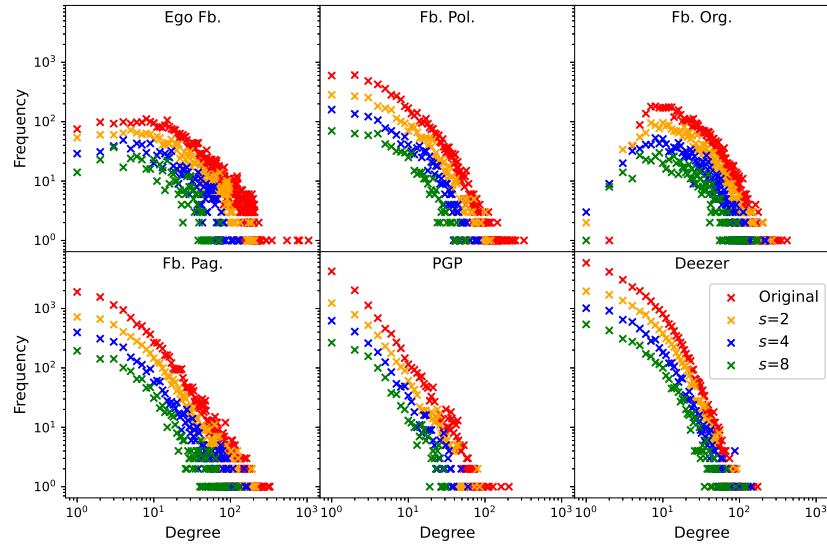 Ego Fb.
Fb. Pol.
Fb. Org.
Frequency
10³
10²
10¹
10⁰
Fb. Pag.
PGP
Deezer
Original
s=2
s=4
s=8
Frequency
10³
10²
10¹
10⁰
10⁰ 10¹ 10² 10³
10⁰ 10¹ 10² 10³
10⁰ 10¹ 10² 10³
Degree
Degree
Degree